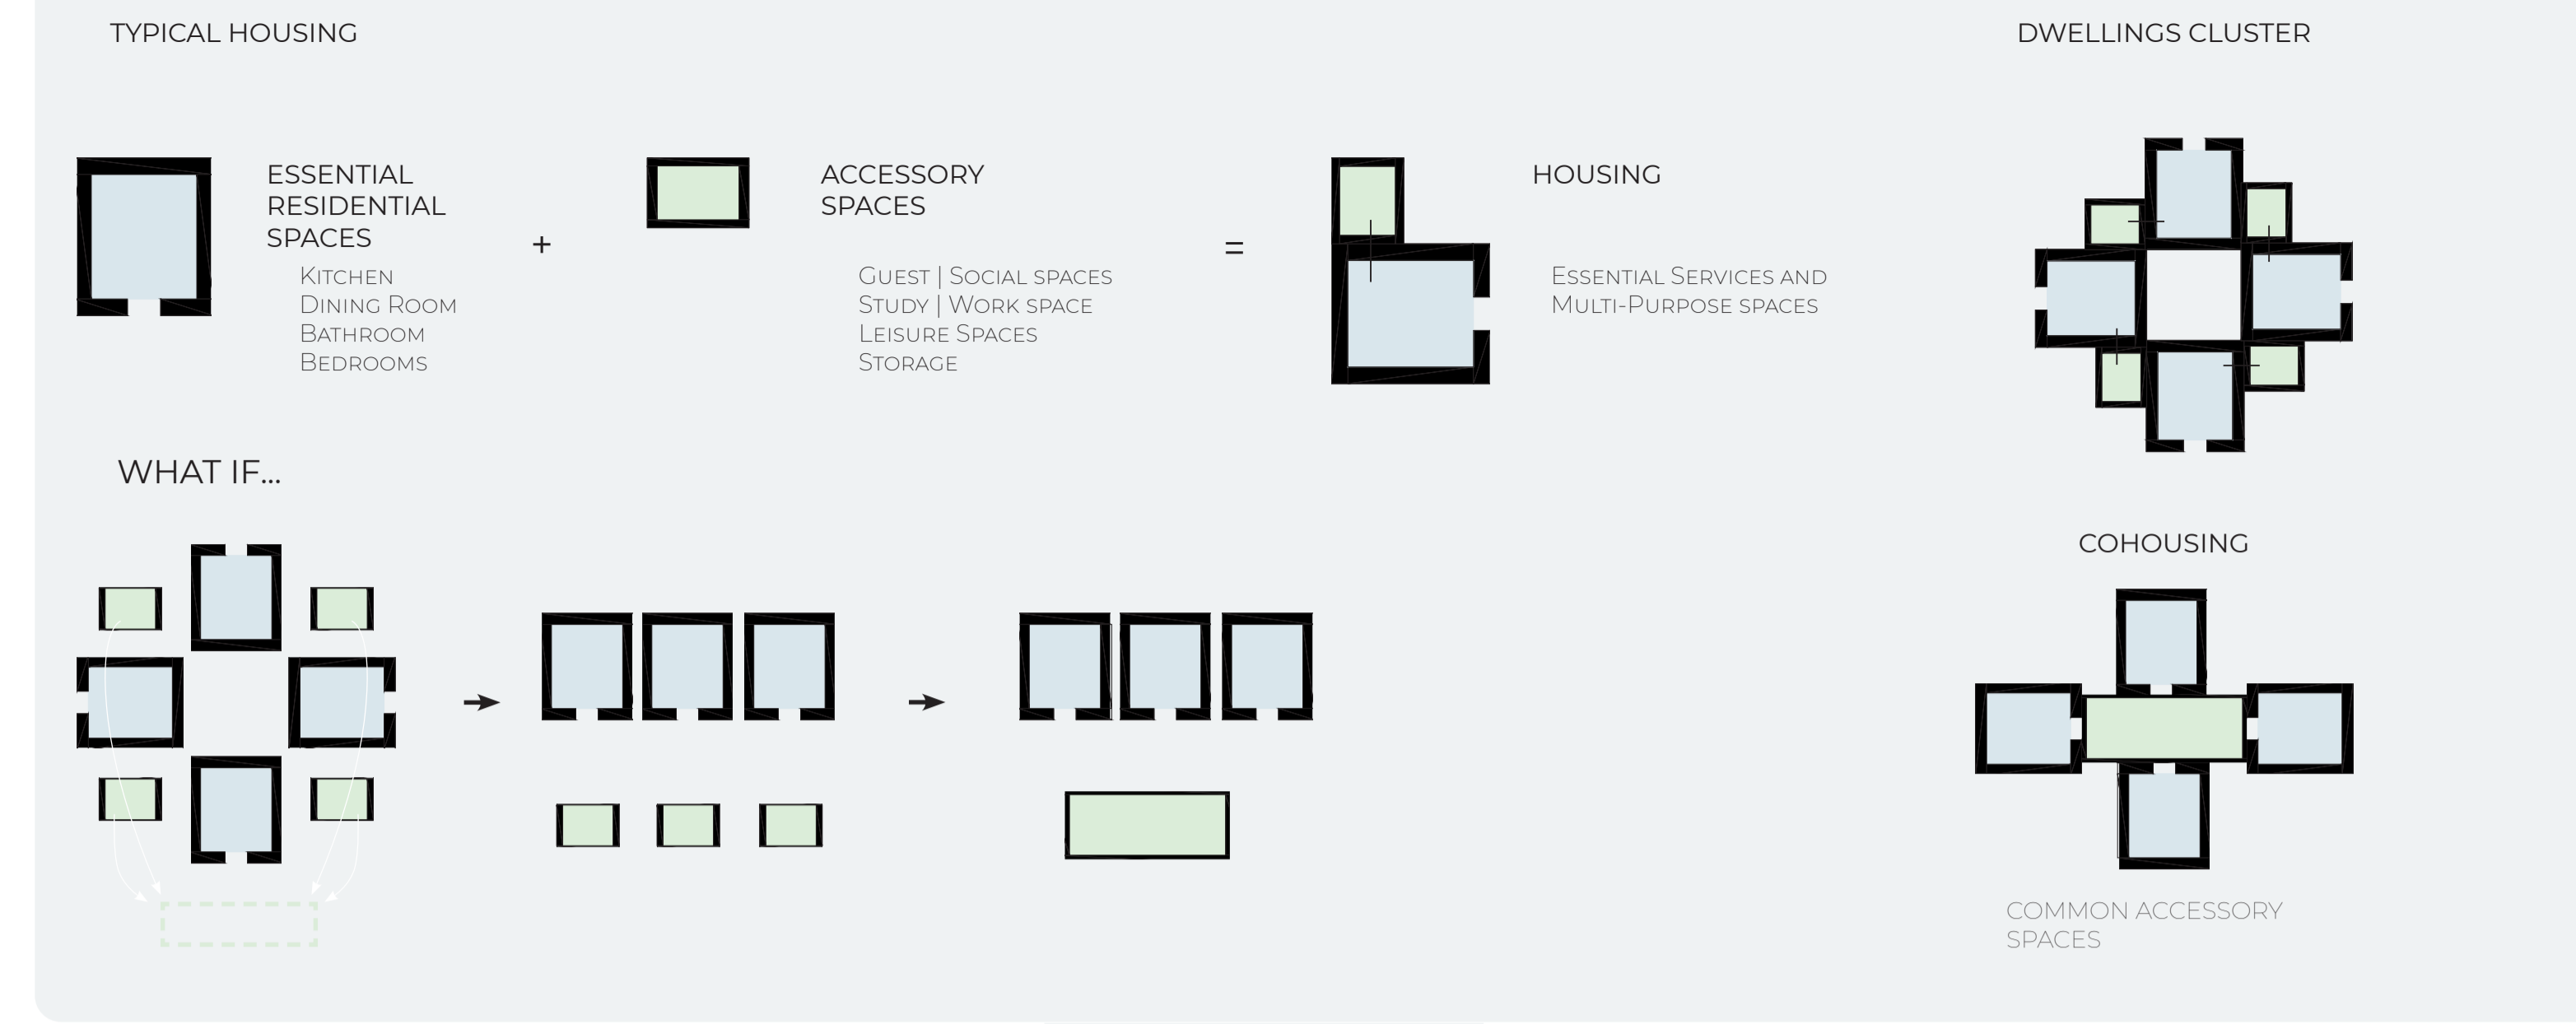 TYPICAL HOUSING
DWELLINGS CLUSTER
ESSENTIAL
RESIDENTIAL
SPACES
KITCHEN
DINING ROOM
BATHROOM
BEDROOMS
+
ACCESSORY
SPACES
GUEST | SOCIAL SPACES
STUDY | WORK SPACE
LEISURE SPACES
STORAGE
=
HOUSING
ESSENTIAL SERVICES AND
MULTI-PURPOSE SPACES
WHAT IF...
COHOUSING
COMMON ACCESSORY
SPACES